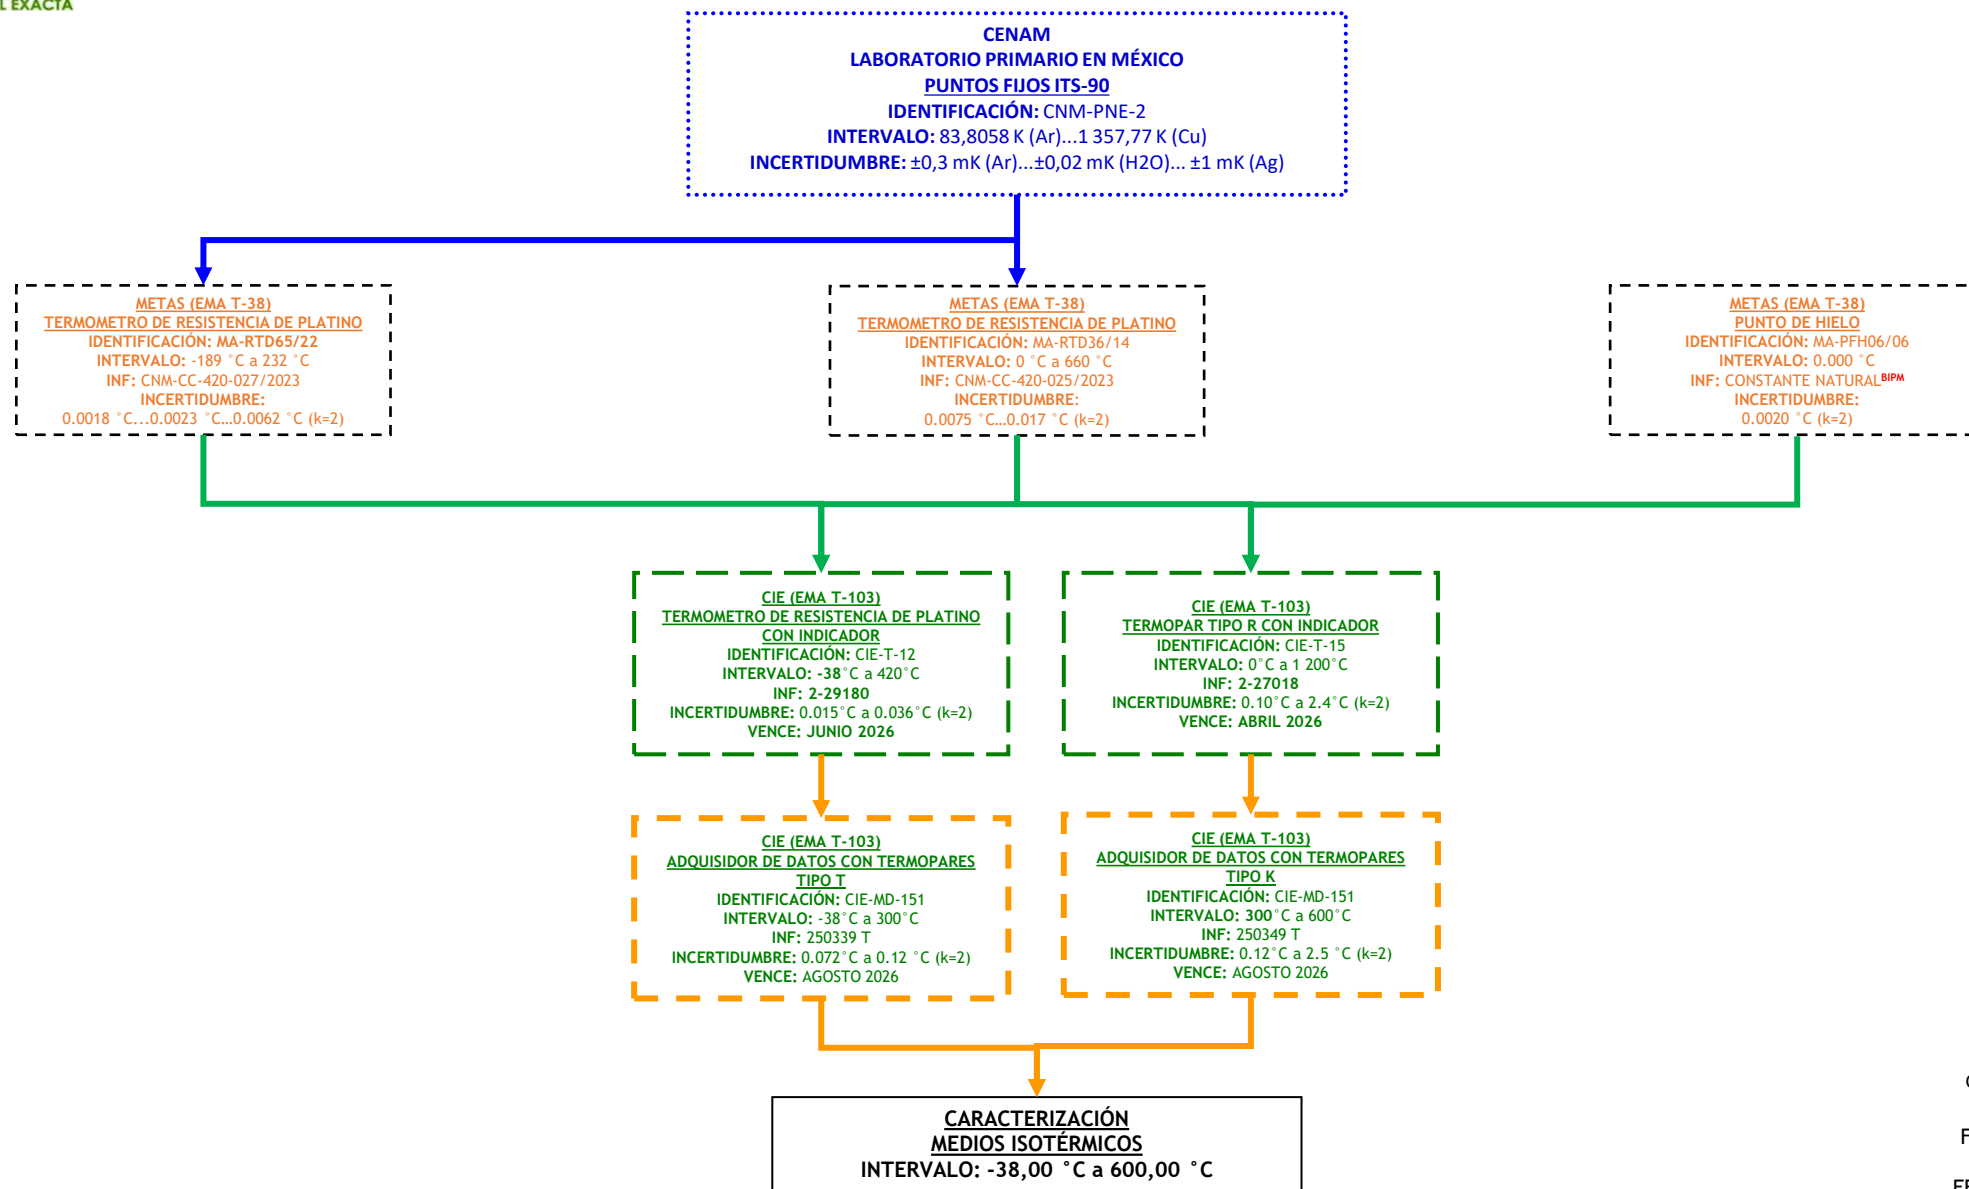 L EXACTA
CENAM
LABORATORIO PRIMARIO EN MÉXICO
PUNTOS FIJOS ITS-90
IDENTIFICACIÓN: CNM-PNE-2
INTERVALO: 83,8058 K (Ar)...1 357,77 K (Cu)
INCERTIDUMBRE: ±0,3 mK (Ar)...±0,02 mK (H2O)... ±1 mK (Ag)
METAS (EMA T-38)
TERMOMETRO DE RESISTENCIA DE PLATINO
IDENTIFICACIÓN: MA-RTD65/22
INTERVALO: -189 °C a 232 °C
INF: CNM-CC-420-027/2023
INCERTIDUMBRE:
0.0018 °C...0.0023 °C...0.0062 °C (k=2)
METAS (EMA T-38)
TERMOMETRO DE RESISTENCIA DE PLATINO
IDENTIFICACIÓN: MA-RTD36/14
INTERVALO: 0 °C a 660 °C
INF: CNM-CC-420-025/2023
INCERTIDUMBRE:
0.0075 °C...0.017 °C (k=2)
METAS (EMA T-38)
PUNTO DE HIELO
IDENTIFICACIÓN: MA-PFH06/06
INTERVALO: 0.000 °C
INF: CONSTANTE NATURAL BIPM
INCERTIDUMBRE:
0.0020 °C (k=2)
CIE (EMA T-103)
TERMOMETRO DE RESISTENCIA DE PLATINO
CON INDICADOR
IDENTIFICACIÓN: CIE-T-12
INTERVALO: -38°C a 420°C
INF: 2-29180
INCERTIDUMBRE: 0.015°C a 0.036°C (k=2)
VENCE: JUNIO 2026
CIE (EMA T-103)
TERMOPAR TIPO R CON INDICADOR
IDENTIFICACIÓN: CIE-T-15
INTERVALO: 0°C a 1 200°C
INF: 2-27018
INCERTIDUMBRE: 0.10°C a 2.4°C (k=2)
VENCE: ABRIL 2026
CIE (EMA T-103)
ADQUISIDOR DE DATOS CON TERMOPARES
TIPO T
IDENTIFICACIÓN: CIE-MD-151
INTERVALO: -38°C a 300°C
INF: 250339 T
INCERTIDUMBRE: 0.072°C a 0.12 °C (k=2)
VENCE: AGOSTO 2026
CIE (EMA T-103)
ADQUISIDOR DE DATOS CON TERMOPARES
TIPO K
IDENTIFICACIÓN: CIE-MD-151
INTERVALO: 300°C a 600°C
INF: 250349 T
INCERTIDUMBRE: 0.12°C a 2.5 °C (k=2)
VENCE: AGOSTO 2026
CARACTERIZACIÓN
MEDIOS ISOTÉRMICOS
INTERVALO: -38,00 °C a 600,00 °C